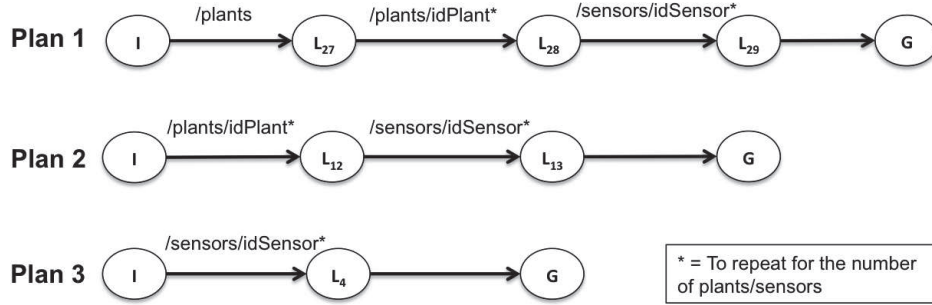 /plants /plants/idPlant* /sensors/idSensor*
Plan 1 I L27 L28 L29 G
/plants/idPlant* /sensors/idSensor*
Plan 2 I L12 L13 G
/sensors/idSensor*
Plan 3 I L4 G
* = To repeat for the number
of plants/sensors